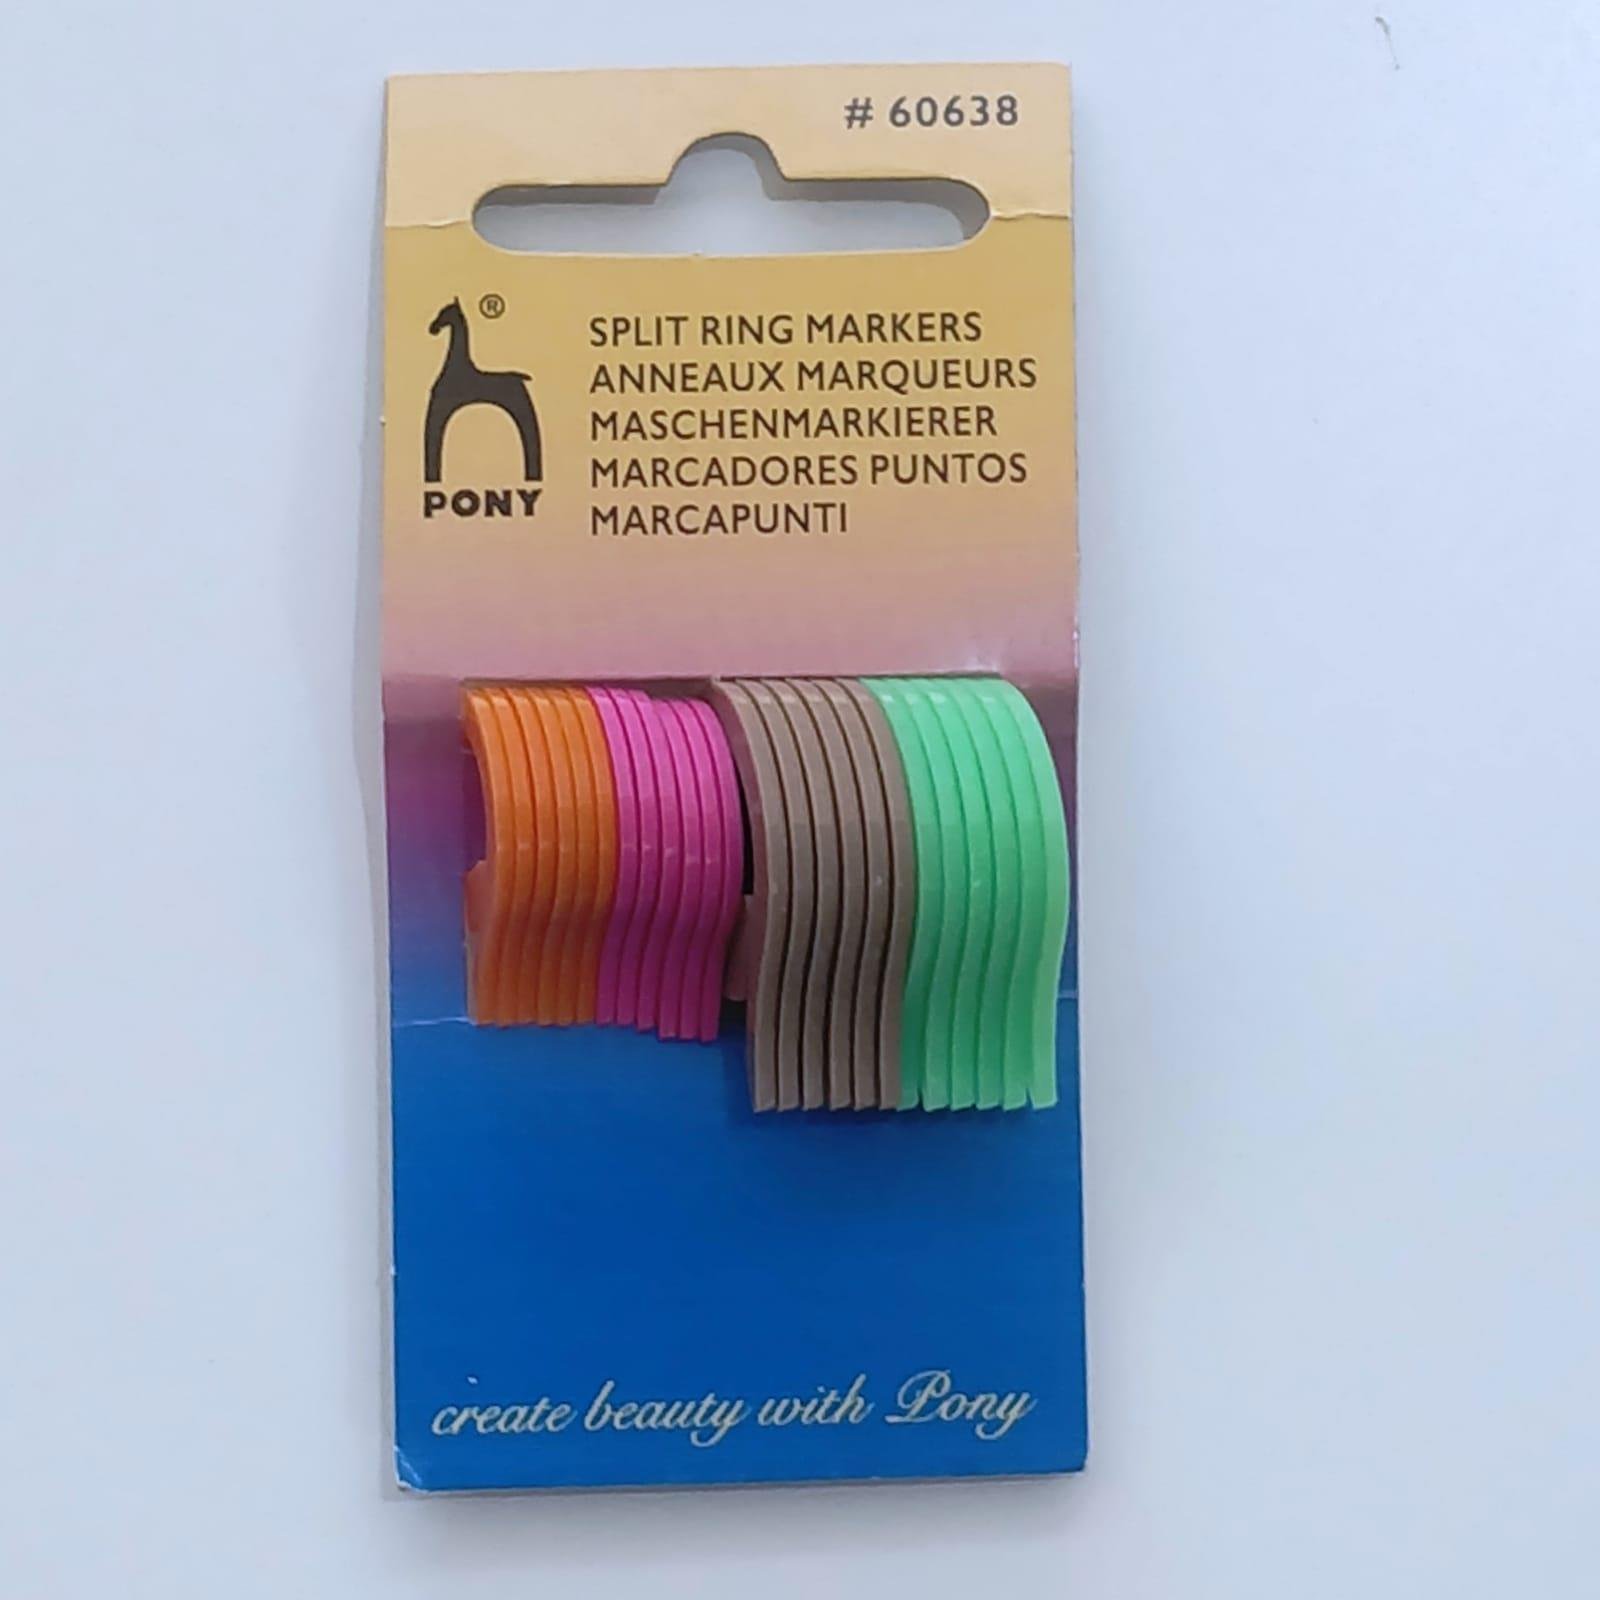 # 60638
®
PONY
SPLIT RING MARKERS
ANNEAUX MARQUEURS
MASCHENMARKIERER
MARCADORES PUNTOS
MARCAPUNTI
create beauty with Pony